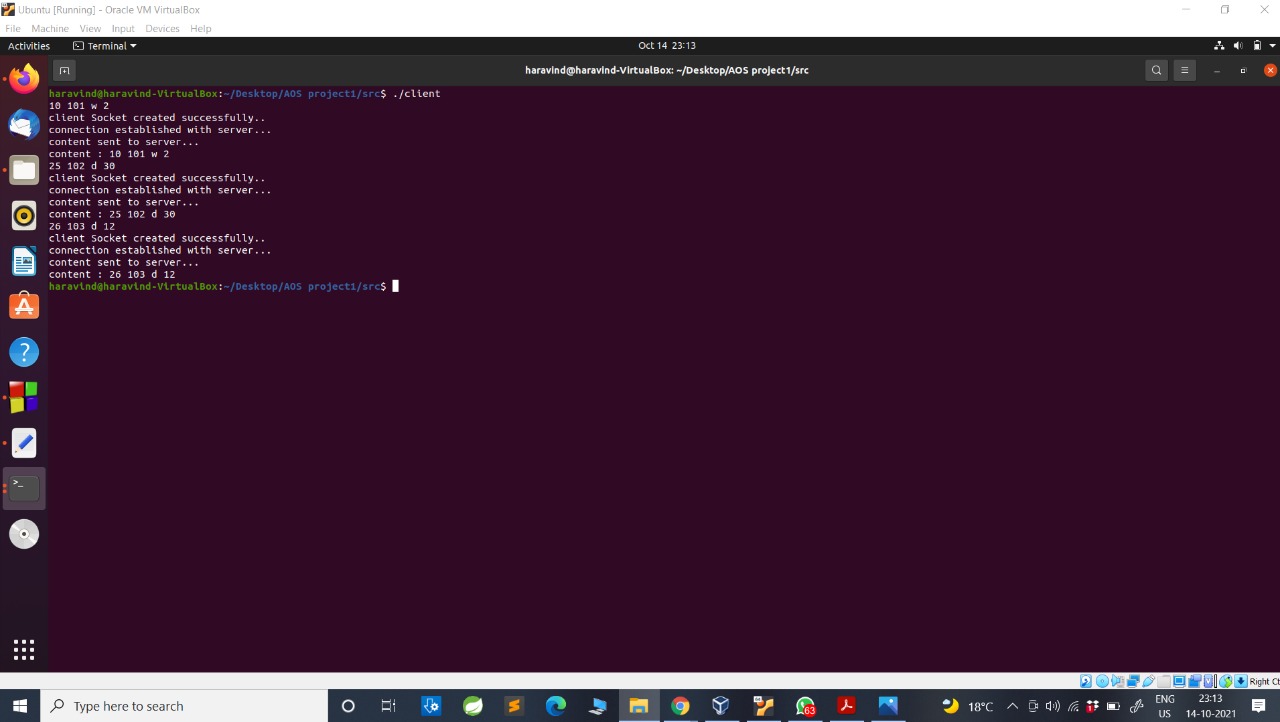 Ubuntu [Running] - Oracle VM VirtualBox
File Machine View Input Devices Help
Activities Terminal Oct 14 23:13
haravind@haravind-VirtualBox: ~/Desktop/AOS project1/src
haravind@haravind-VirtualBox:~/Desktop/AOS project1/src$ ./client
10 101 w 2
client Socket created successfully..
connection established with server...
content sent to server...
content : 10 101 w 2
25 102 d 30
client Socket created successfully..
connection established with server...
content sent to server...
content : 25 102 d 30
26 103 d 12
client Socket created successfully..
connection established with server...
content sent to server...
content : 26 103 d 12
haravind@haravind-VirtualBox:~/Desktop/AOS project1/src$
Right Ct
Type here to search
63
18°C
ENG
US
23:13
14-10-2021